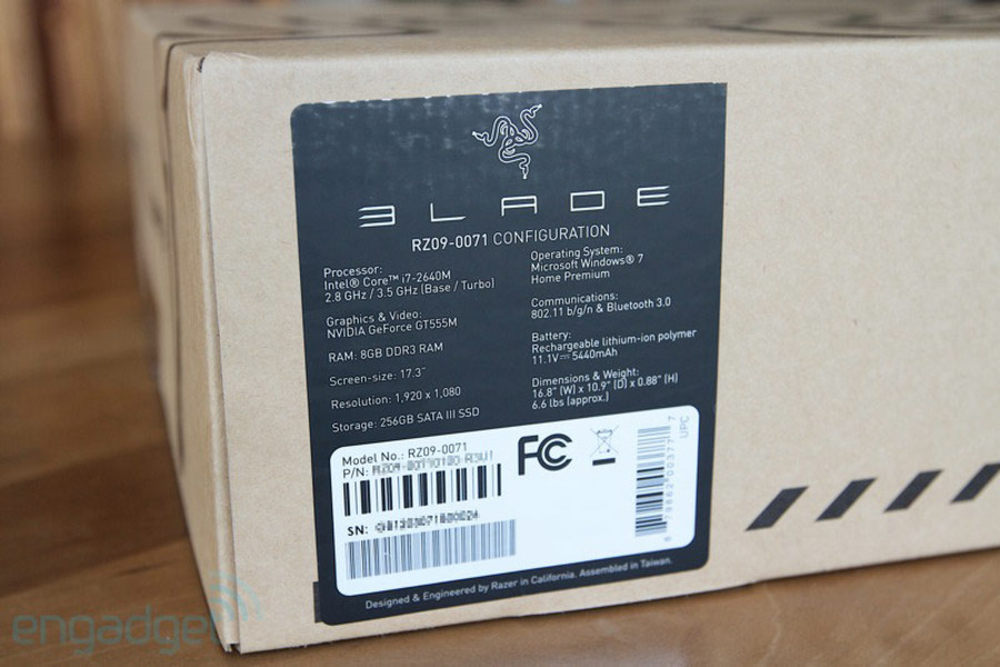 BLADE
RZ09-0071 CONFIGURATION
Processor:
Intel® Core™ i7-2640M
2.8 GHz / 3.5 GHz (Base / Turbo)
Graphics & Video:
NVIDIA GeForce GT555M
RAM: 8GB DDR3 RAM
Screen-size: 17.3"
Resolution: 1,920 x 1,080
Storage: 256GB SATA III SSD
Operating System:
Microsoft Windows® 7
Home Premium
Communications:
802.11 b/g/n & Bluetooth 3.0
Battery:
Rechargeable lithium-ion polymer
11.1V⎓ 5440mAh
Dimensions & Weight:
16.8" (W) x 10.9" (D) x 0.88" (H)
6.6 lbs (approx.)
Model No.: RZ09-0071
P/N:
SN:
FC
UPC
8 79862 00377 7
Designed & Engineered by Razer in California. Assembled in Taiwan.
engadget